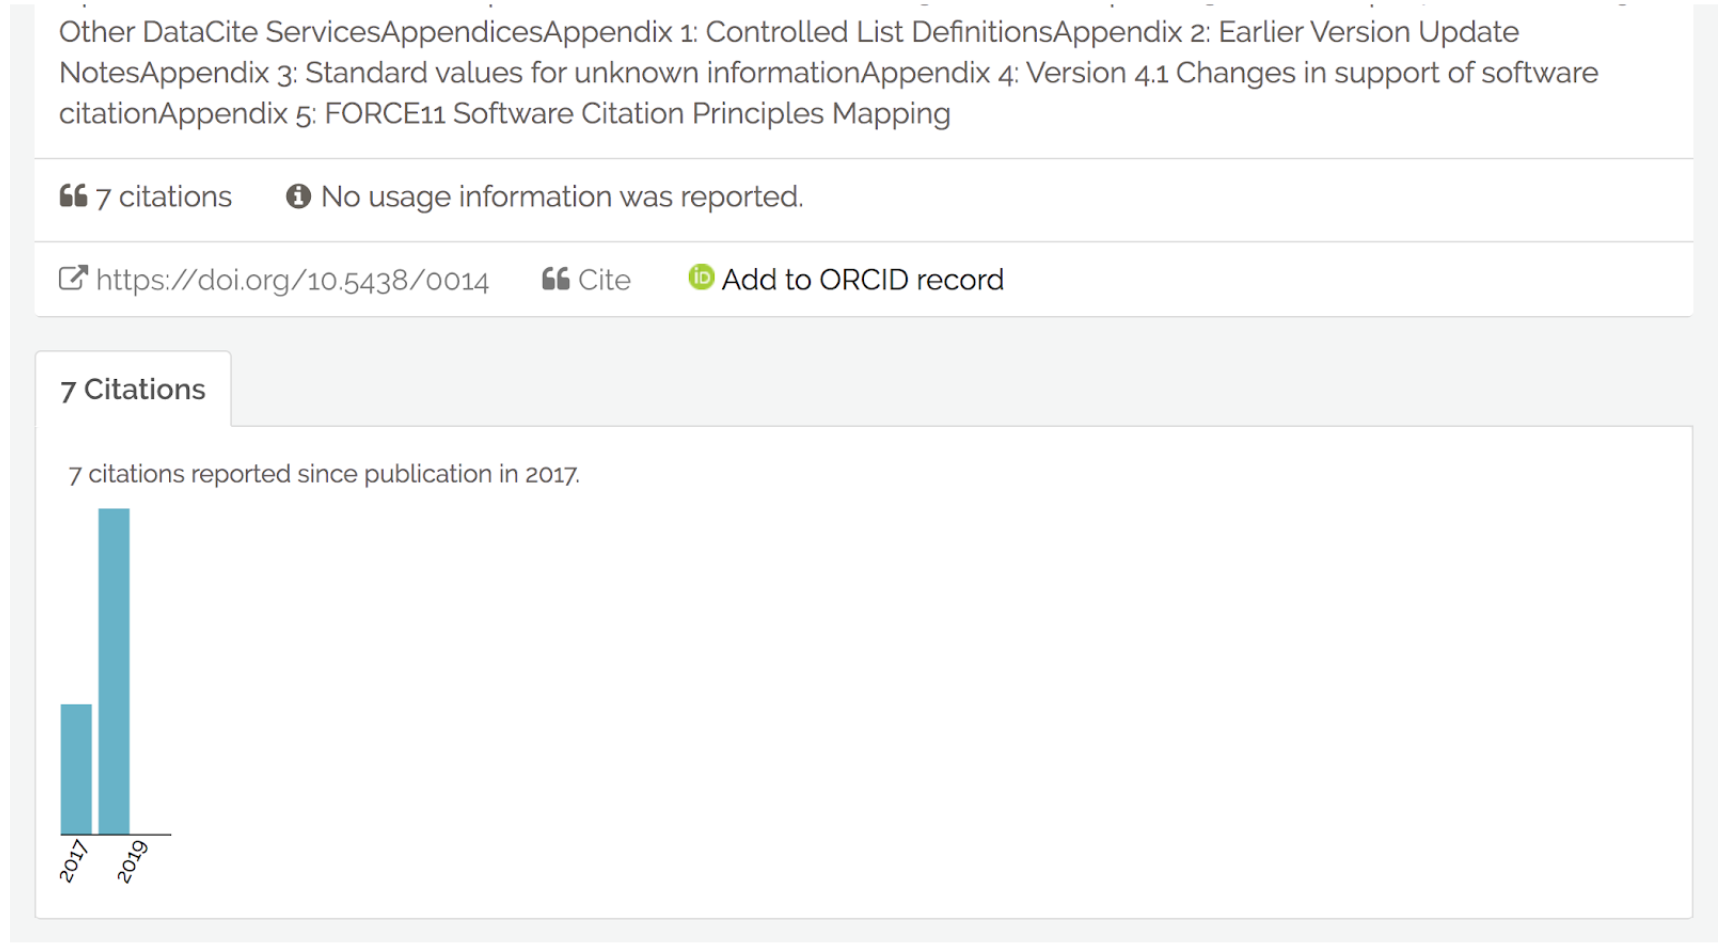 Other DataCite ServicesAppendicesAppendix 1: Controlled List DefinitionsAppendix 2: Earlier Version Update
NotesAppendix 3: Standard values for unknown informationAppendix 4: Version 4.1 Changes in support of software
citationAppendix 5: FORCE11 Software Citation Principles Mapping
7 citations No usage information was reported.
https://doi.org/10.5438/0014 Cite iD Add to ORCID record
7 Citations
7 citations reported since publication in 2017.
2017 2019